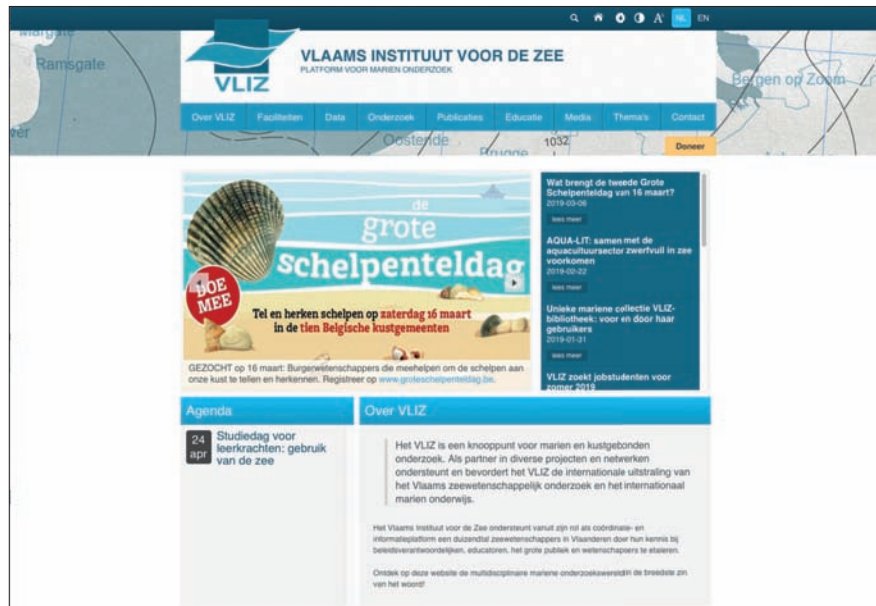 A+ NL EN
Margate
Ramsgate
VLIZ
VLAAMS INSTITUUT VOOR DE ZEE
PLATFORM VOOR MARIEN ONDERZOEK
Bergen op Zoom
Over VLIZ Faciliteiten Data Onderzoek Publicaties Educatie Media Thema's Contact
Oostende
Brugge
1032
Doneer
de
grote
schelpenteldag
DOE
MEE
Tel en herken schelpen op zaterdag 16 maart
in de tien Belgische kustgemeenten
GEZOCHT op 16 maart: Burgerwetenschappers die meehelpen om de schelpen aan
onze kust te tellen en herkennen. Registreer op www.groteschelpenteldag.be.
Wat brengt de tweede Grote
Schelpenteldag van 16 maart?
2019-03-06
lees meer
AQUA-LIT: samen met de
aquacultuursector zwerfvuil in zee
voorkomen
2019-02-22
lees meer
Unieke mariene collectie VLIZ-
bibliotheek: voor en door haar
gebruikers
2019-01-31
lees meer
VLIZ zoekt jobstudenten voor
zomer 2019
Agenda
24
apr
Studiedag voor
leerkrachten: gebruik
van de zee
Over VLIZ
Het VLIZ is een knooppunt voor marien en kustgebonden
onderzoek. Als partner in diverse projecten en netwerken
ondersteunt en bevordert het VLIZ de internationale uitstraling van
het Vlaams zeewetenschappelijk onderzoek en het internationaal
marien onderwijs.
Het Vlaams Instituut voor de Zee ondersteunt vanuit zijn rol als coördinatie- en
informatieplatform een duizendtal zeewetenschappers in Vlaanderen door hun kennis bij
beleidsverantwoordelijken, educatoren, het grote publiek en wetenschapsers te etaleren.
Ontdek op deze website de multidisciplinaire mariene onderzoekswereld in de breedste zin
van het woord!